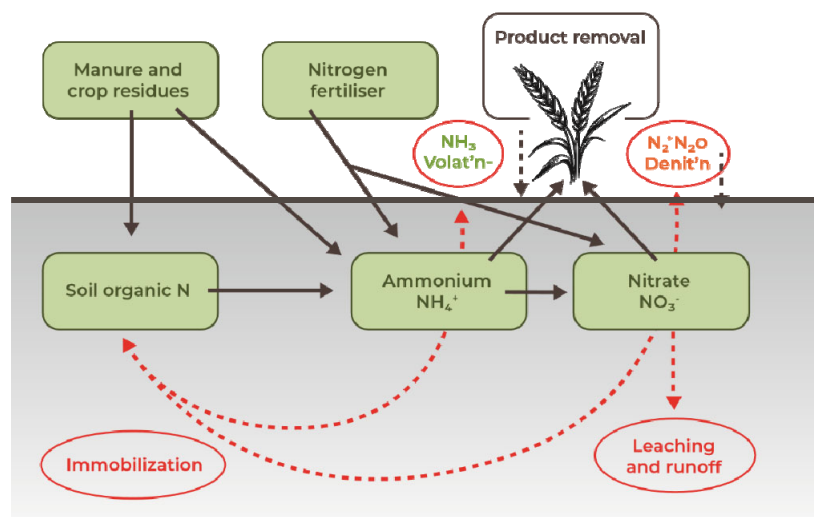 Product removal
Manure and
crop residues
Nitrogen
fertiliser
NH₃
Volat'n-
N₂⁺N₂O
Denit'n
Soil organic N
Ammonium
NH₄⁺
Nitrate
NO₃⁻
Immobilization
Leaching
and runoff